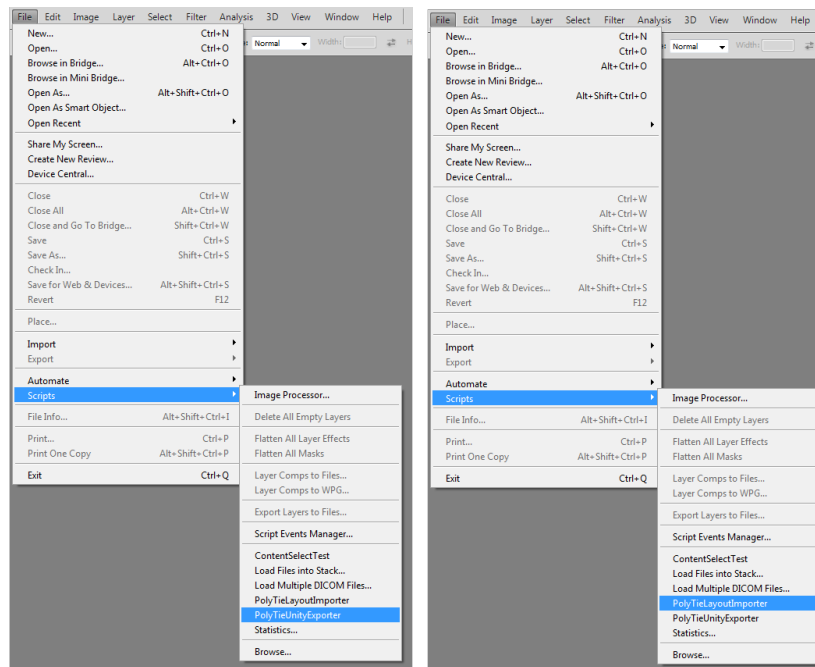 File Edit Image Layer Select Filter Analysis 3D View Window Help
Normal Width:
New... Ctrl+N
Open... Ctrl+O
Browse in Bridge... Alt+Ctrl+O
Browse in Mini Bridge...
Open As... Alt+Shift+Ctrl+O
Open As Smart Object...
Open Recent
Share My Screen...
Create New Review...
Device Central...
Close Ctrl+W
Close All Alt+Ctrl+W
Close and Go To Bridge... Shift+Ctrl+W
Save Ctrl+S
Save As... Shift+Ctrl+S
Check In...
Save for Web & Devices... Alt+Shift+Ctrl+S
Revert F12
Place...
Import
Export
Automate
Scripts
File Info... Alt+Shift+Ctrl+I
Print... Ctrl+P
Print One Copy Alt+Shift+Ctrl+P
Exit Ctrl+Q
Image Processor...
Delete All Empty Layers
Flatten All Layer Effects
Flatten All Masks
Layer Comps to Files...
Layer Comps to WPG...
Export Layers to Files...
Script Events Manager...
ContentSelectTest
Load Files into Stack...
Load Multiple DICOM Files...
PolyTieLayoutImporter
PolyTieUnityExporter
Statistics...
Browse...
File Edit Image Layer Select Filter Analysis 3D View Window Help
Normal Width:
New... Ctrl+N
Open... Ctrl+O
Browse in Bridge... Alt+Ctrl+O
Browse in Mini Bridge...
Open As... Alt+Shift+Ctrl+O
Open As Smart Object...
Open Recent
Share My Screen...
Create New Review...
Device Central...
Close Ctrl+W
Close All Alt+Ctrl+W
Close and Go To Bridge... Shift+Ctrl+W
Save Ctrl+S
Save As... Shift+Ctrl+S
Check In...
Save for Web & Devices... Alt+Shift+Ctrl+S
Revert F12
Place...
Import
Export
Automate
Scripts
File Info... Alt+Shift+Ctrl+I
Print... Ctrl+P
Print One Copy Alt+Shift+Ctrl+P
Exit Ctrl+Q
Image Processor...
Delete All Empty Layers
Flatten All Layer Effects
Flatten All Masks
Layer Comps to Files...
Layer Comps to WPG...
Export Layers to Files...
Script Events Manager...
ContentSelectTest
Load Files into Stack...
Load Multiple DICOM Files...
PolyTieLayoutImporter
PolyTieUnityExporter
Statistics...
Browse...